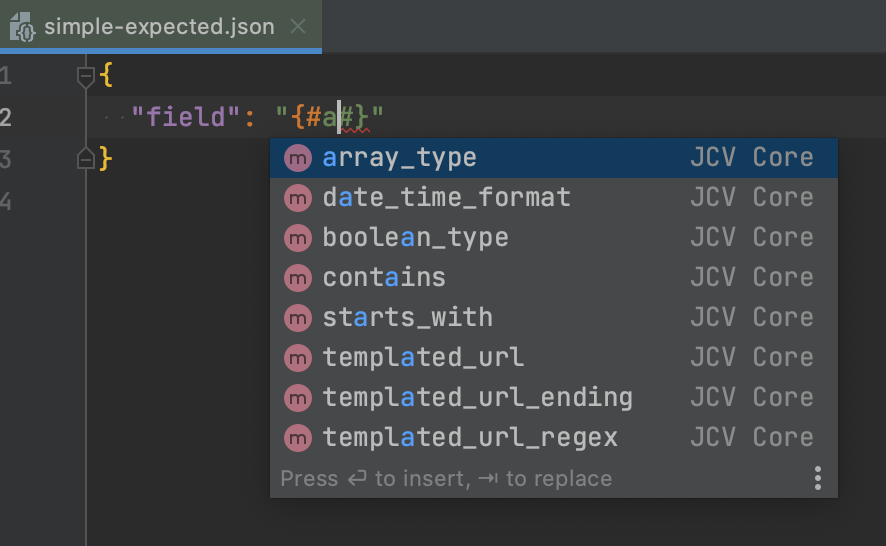 simple-expected.json
1 {
2 "field": "{#a#}"
3 }
4
array_type JCV Core
date_time_format JCV Core
boolean_type JCV Core
contains JCV Core
starts_with JCV Core
templated_url JCV Core
templated_url_ending JCV Core
templated_url_regex JCV Core
Press ↵ to insert, ⇥ to replace